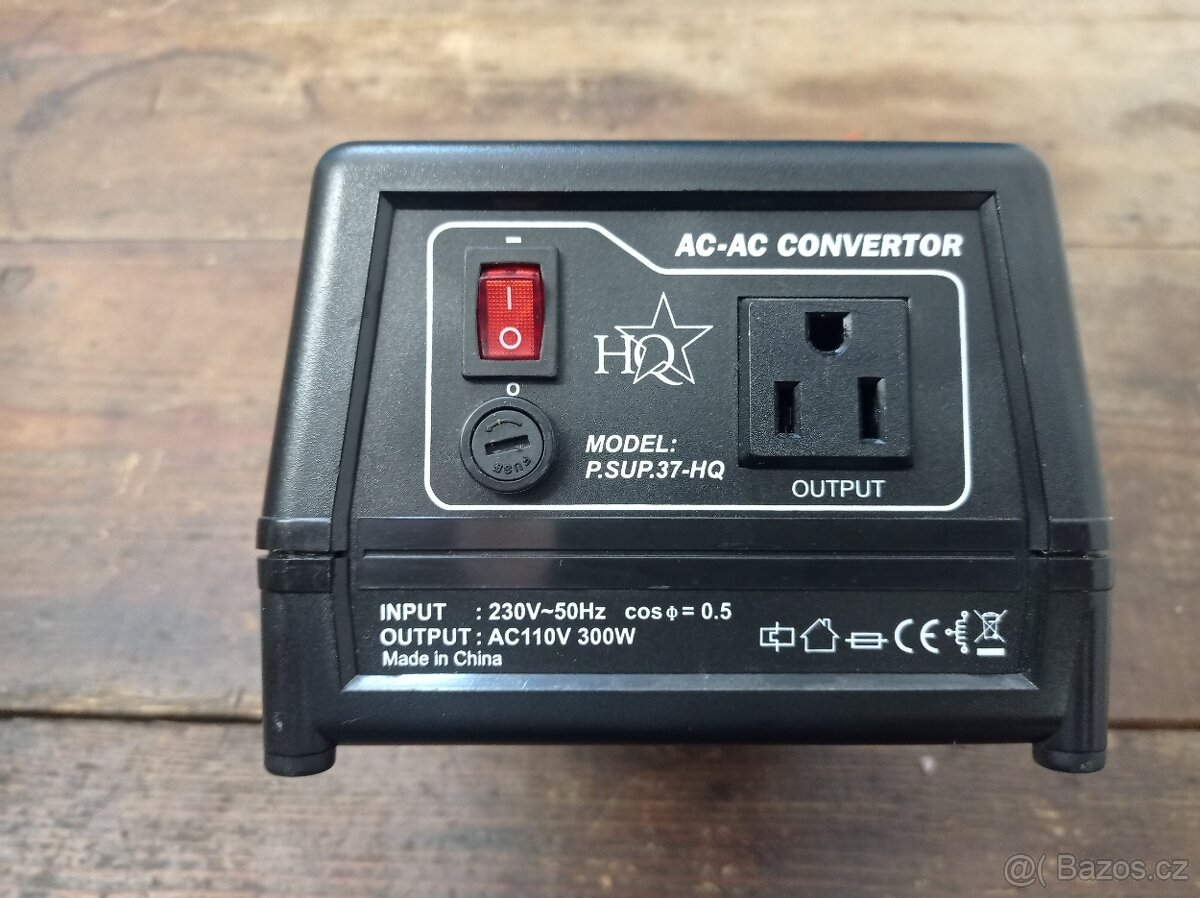 AC-AC CONVERTOR
I
O
O
HQ
FUSE
MODEL:
P.SUP.37-HQ
OUTPUT
INPUT : 230V~50Hz cos ϕ = 0.5
OUTPUT : AC110V 300W
Made in China
CE
@( Bazos.cz